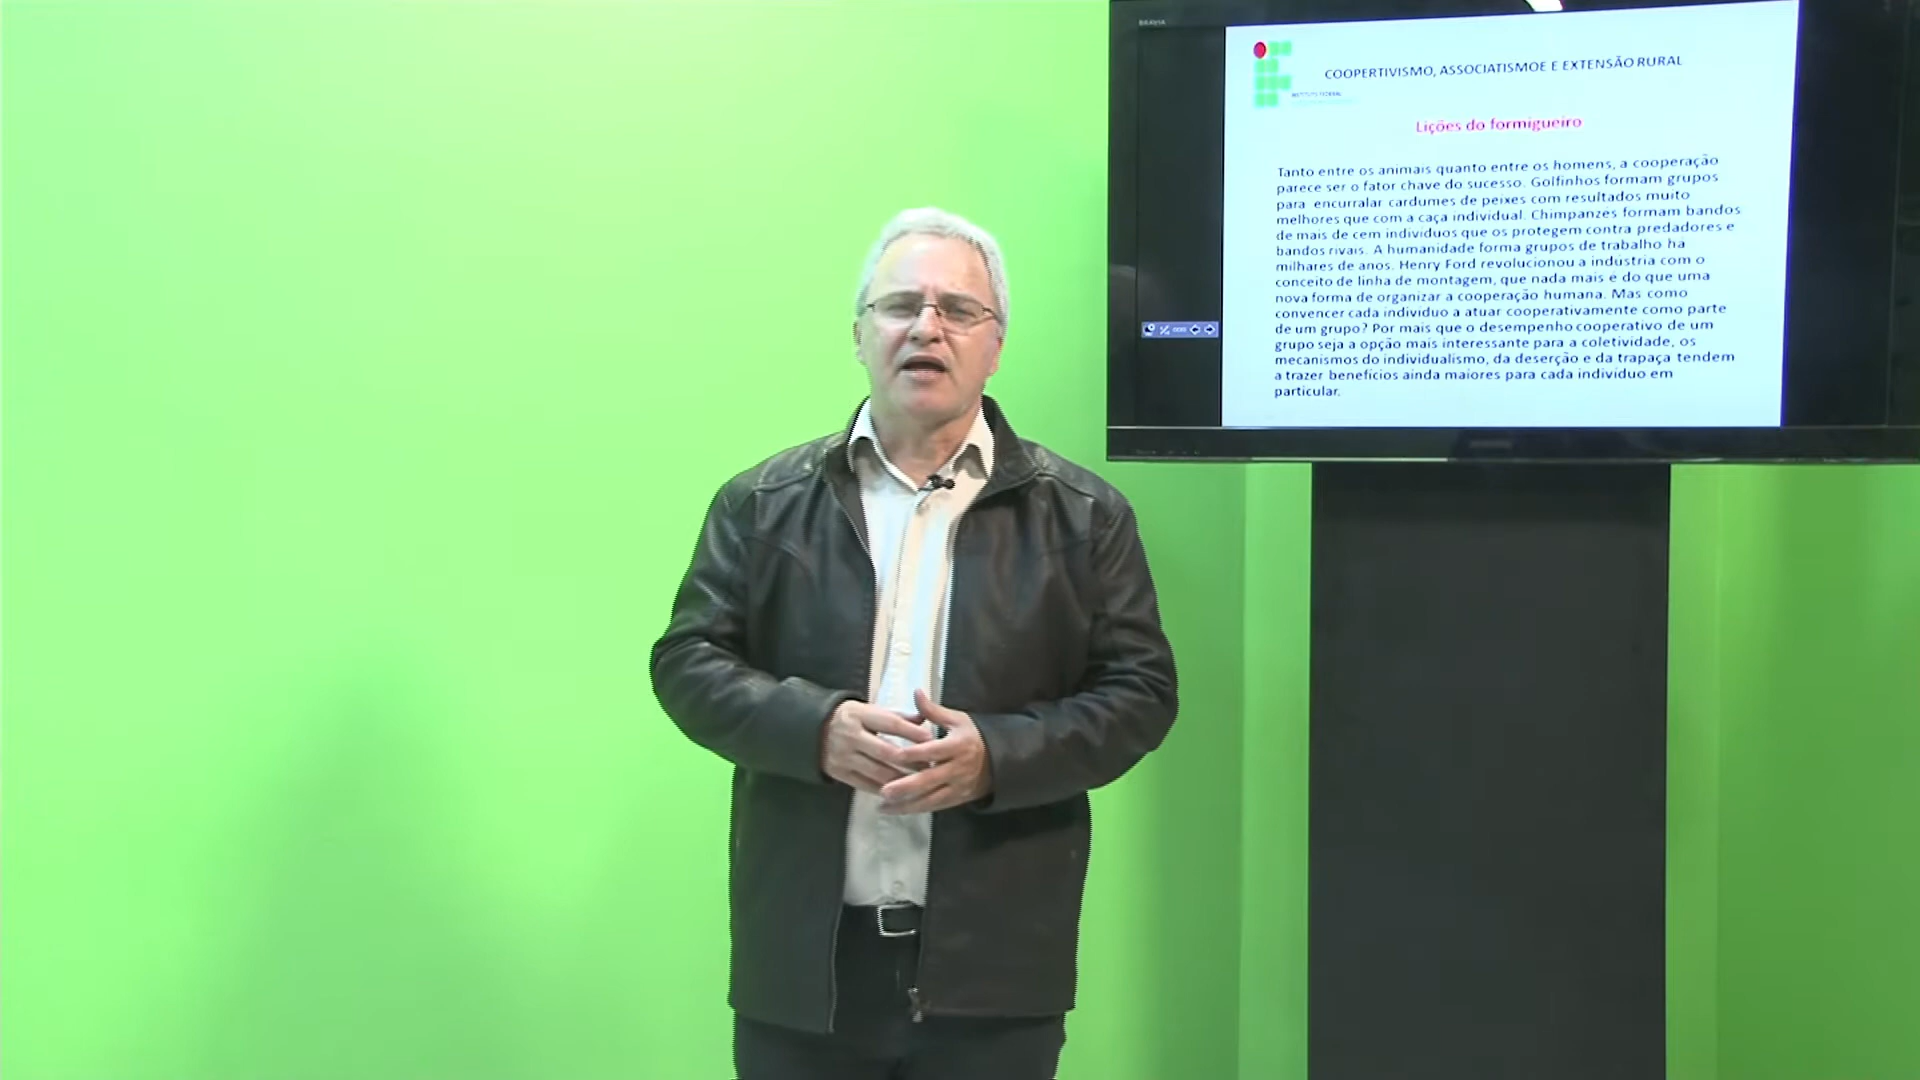 BRAVIA
COOPERTIVISMO, ASSOCIATISMOE E EXTENSÃO RURAL
INSTITUTO FEDERAL
Lições do formigueiro
Tanto entre os animais quanto entre os homens, a cooperação
parece ser o fator chave do sucesso. Golfinhos formam grupos
para encurralar cardumes de peixes com resultados muito
melhores que com a caça individual. Chimpanzes formam bandos
de mais de cem individuos que os protegem contra predadores e
bandos rivais. A humanidade forma grupos de trabalho ha
milhares de anos. Henry Ford revolucionou a industria com o
conceito de linha de montagem, que nada mais e do que uma
nova forma de organizar a cooperação humana. Mas como
convencer cada individuo a atuar cooperativamente como parte
de um grupo? Por mais que o desempenho cooperativo de um
grupo seja a opção mais interessante para a coletividade, os
mecanismos do individualismo, da deserção e da trapaça tendem
a trazer beneficios ainda maiores para cada individuo em
particular.